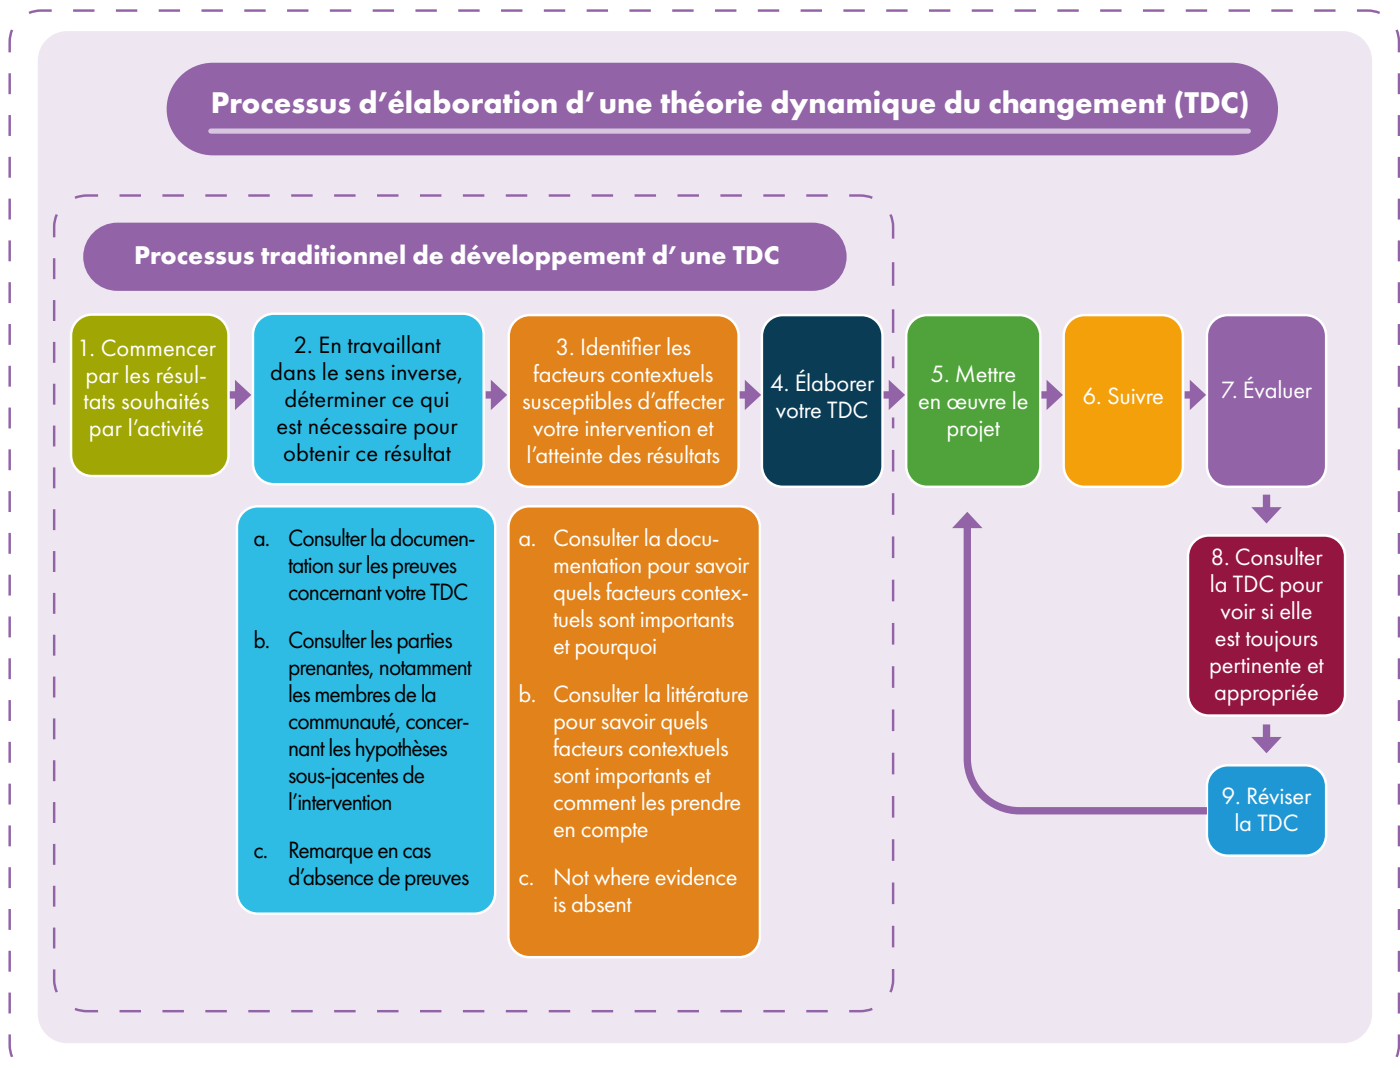 Processus d'élaboration d'une théorie dynamique du changement (TDC)
Processus traditionnel de développement d'une TDC
1. Commencer
par les résul-
tats souhaités
par l'activité
2. En travaillant
dans le sens inverse,
déterminer ce qui
est nécessaire pour
obtenir ce résultat
3. Identifier les
facteurs contextuels
susceptibles d'affecter
votre intervention et
l'atteinte des résultats
4. Élaborer
votre TDC
5. Mettre
en œuvre le
projet
6. Suivre
7. Évaluer
a. Consulter la documen-
tation sur les preuves
concernant votre TDC
b. Consulter les parties
prenantes, notamment
les membres de la
communauté, concer-
nant les hypothèses
sous-jacentes de
l'intervention
c. Remarque en cas
d'absence de preuves
a. Consulter la docu-
mentation pour savoir
quels facteurs contex-
tuels sont importants
et pourquoi
b. Consulter la littérature
pour savoir quels
facteurs contextuels
sont importants et
comment les prendre
en compte
c. Not where evidence
is absent
8. Consulter
la TDC pour
voir si elle
est toujours
pertinente et
appropriée
9. Réviser
la TDC